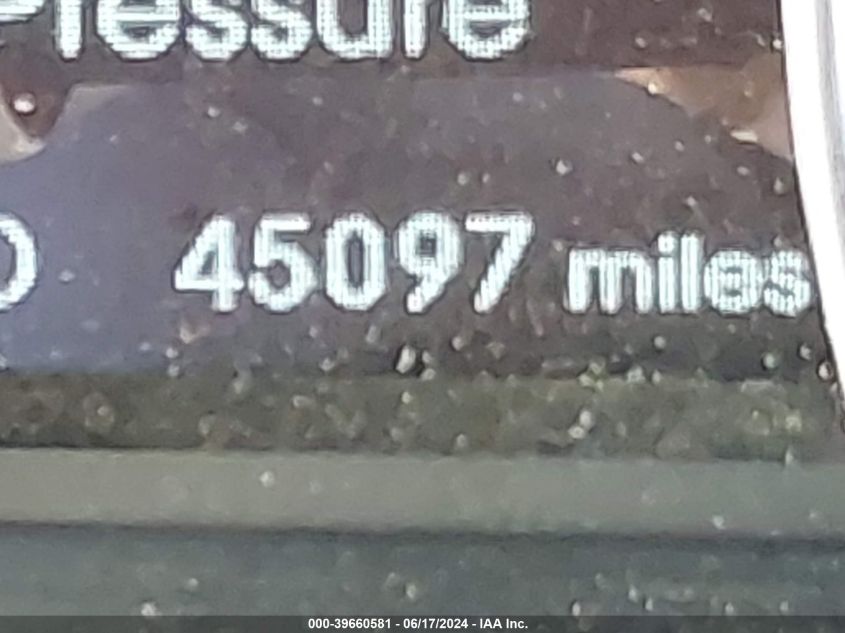 Pressure
45097 miles
000-39660581 - 06/17/2024 - IAA Inc.